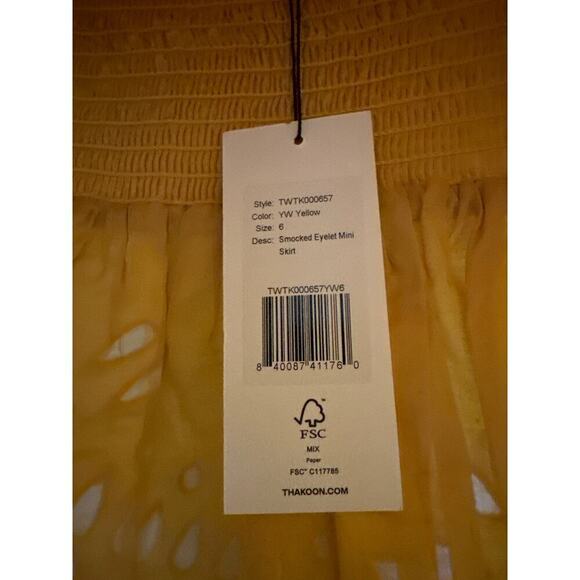 Style: TWTK000657
Color: YW Yellow
Size: 6
Desc: Smocked Eyelet Mini
Skirt
TWTK000657YW6
8 40087 41176 0
FSC
MIX
Paper
FSC™ C117785
THAKOON.COM